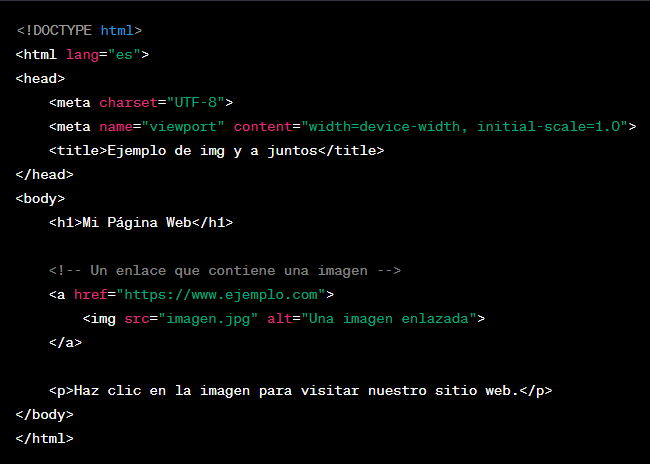 <!DOCTYPE html>
<html lang="es">
<head>
    <meta charset="UTF-8">
    <meta name="viewport" content="width=device-width, initial-scale=1.0">
    <title>Ejemplo de img y a juntos</title>
</head>
<body>
    <h1>Mi Página Web</h1>

    <!-- Un enlace que contiene una imagen -->
    <a href="https://www.ejemplo.com">
        <img src="imagen.jpg" alt="Una imagen enlazada">
    </a>

    <p>Haz clic en la imagen para visitar nuestro sitio web.</p>
</body>
</html>